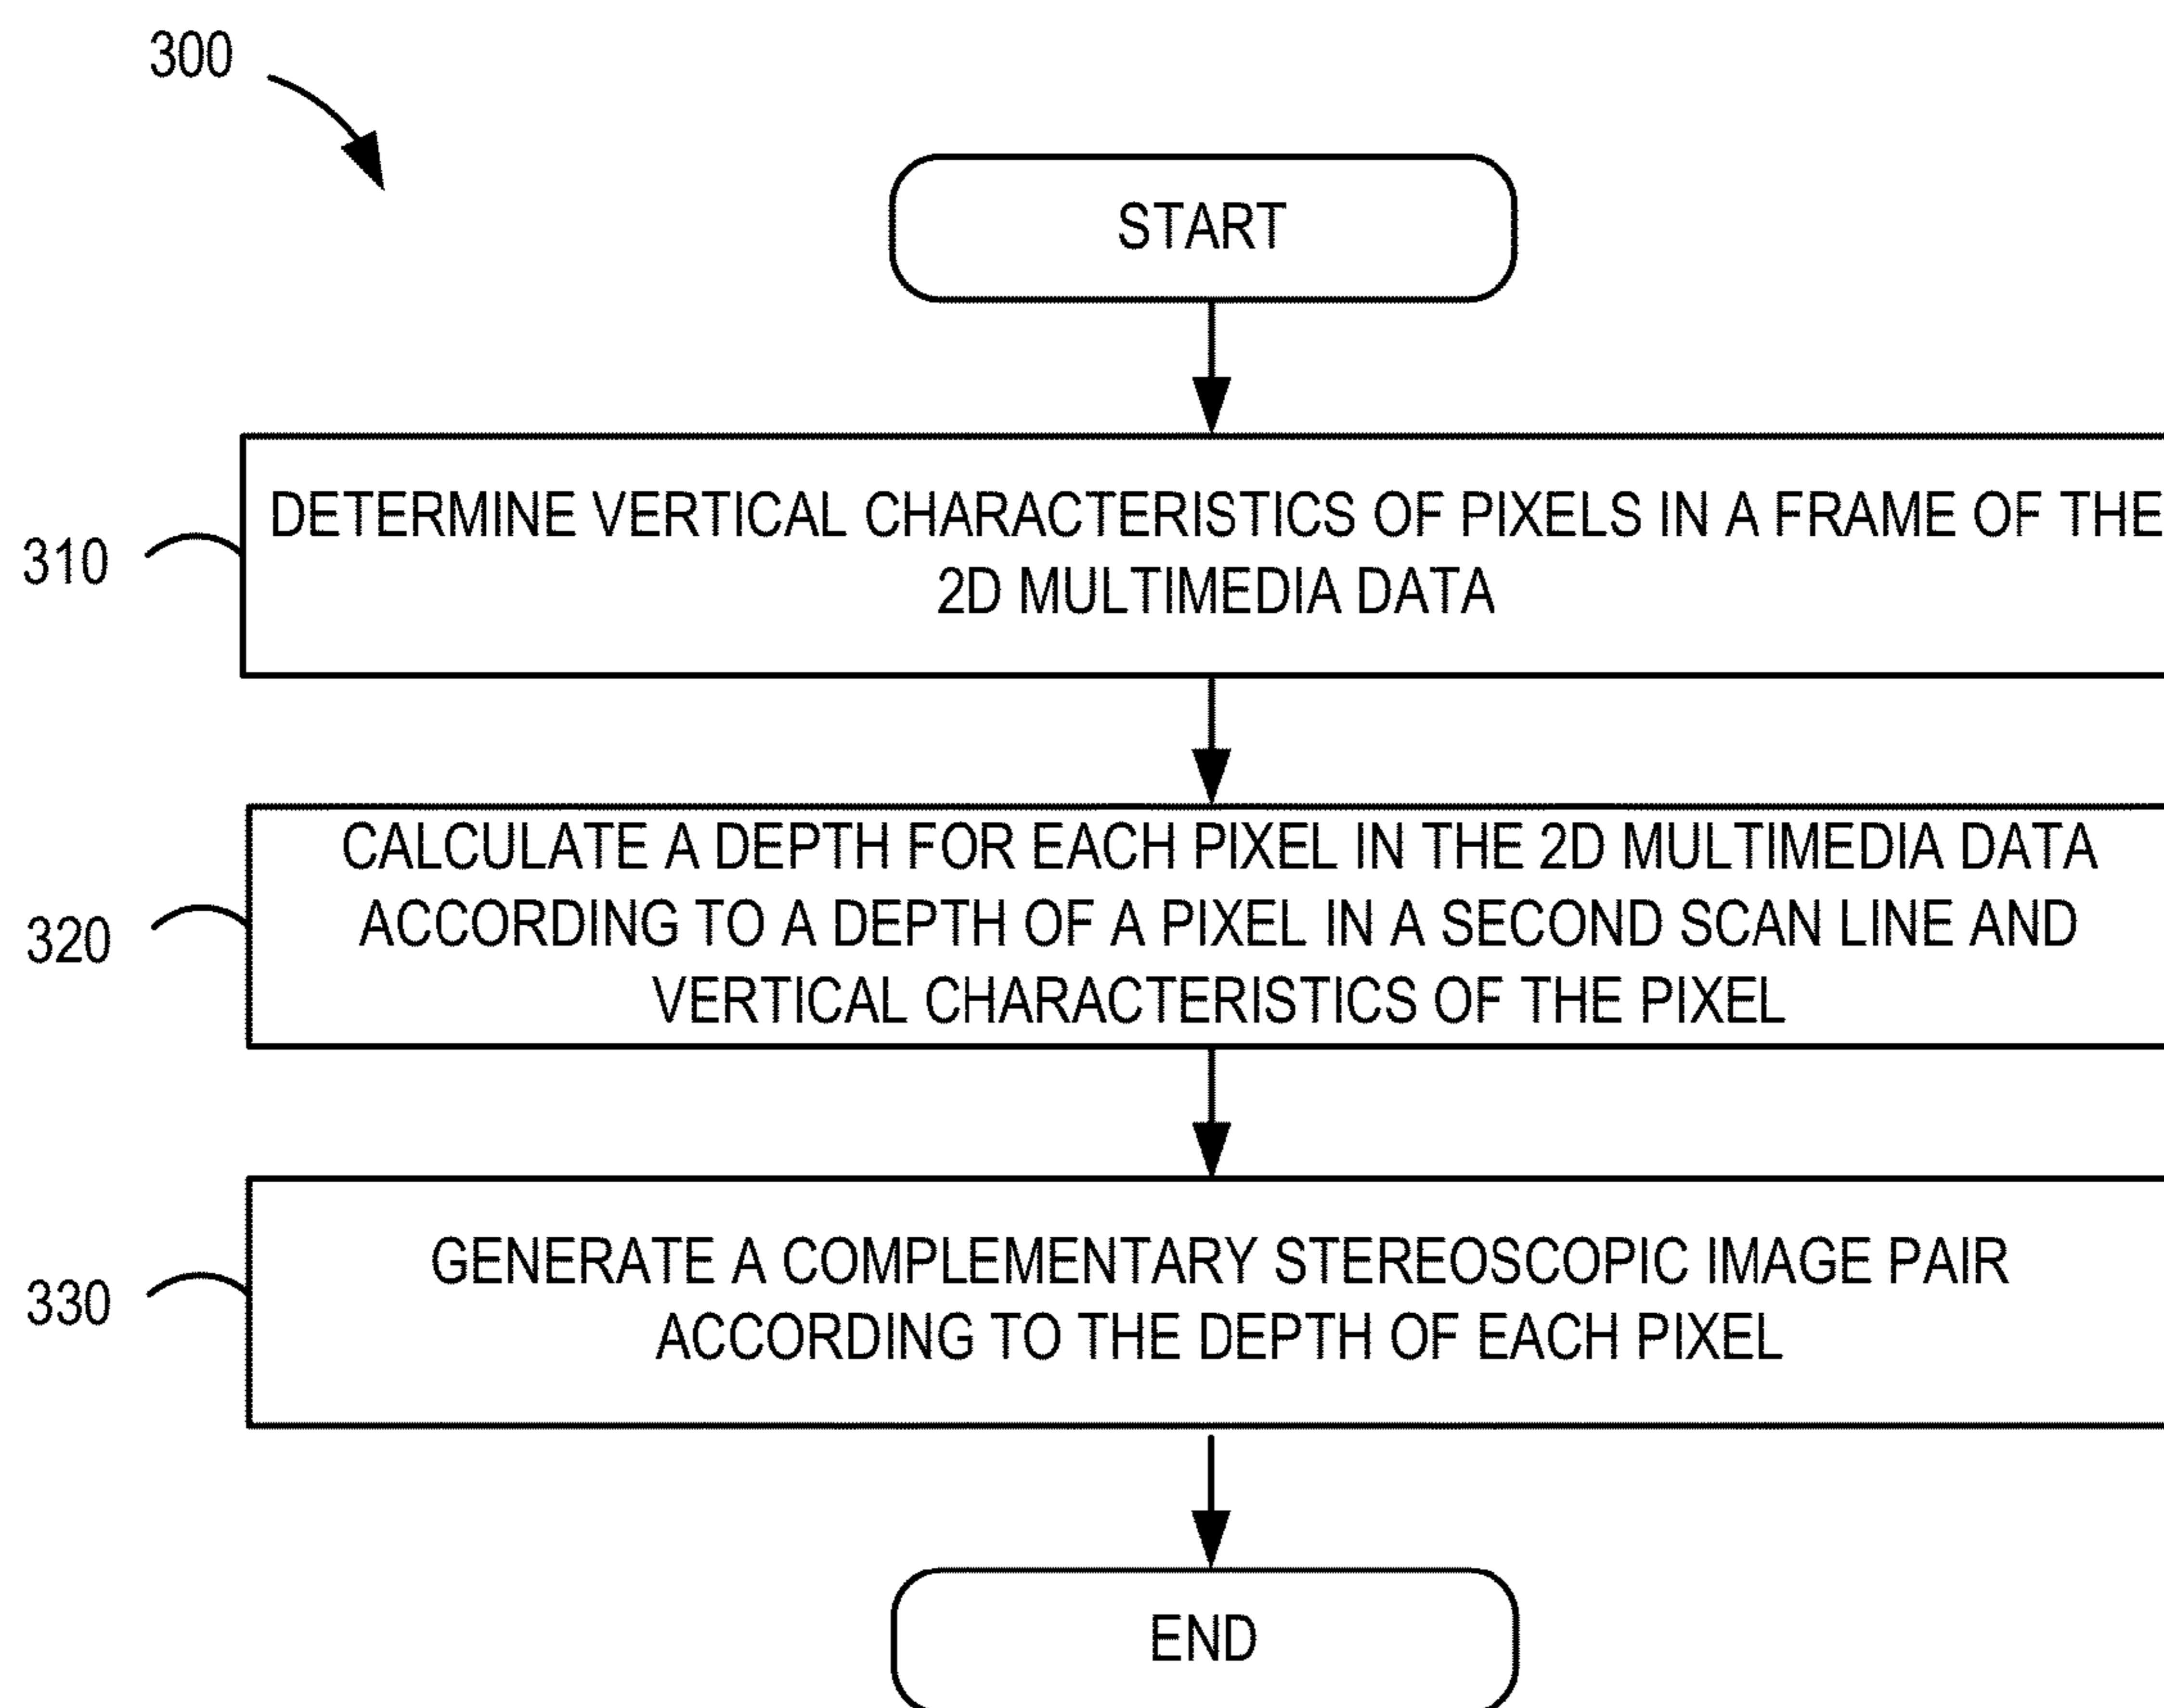 300
START
310
DETERMINE VERTICAL CHARACTERISTICS OF PIXELS IN A FRAME OF THE
2D MULTIMEDIA DATA
320
CALCULATE A DEPTH FOR EACH PIXEL IN THE 2D MULTIMEDIA DATA
ACCORDING TO A DEPTH OF A PIXEL IN A SECOND SCAN LINE AND
VERTICAL CHARACTERISTICS OF THE PIXEL
330
GENERATE A COMPLEMENTARY STEREOSCOPIC IMAGE PAIR
ACCORDING TO THE DEPTH OF EACH PIXEL
END